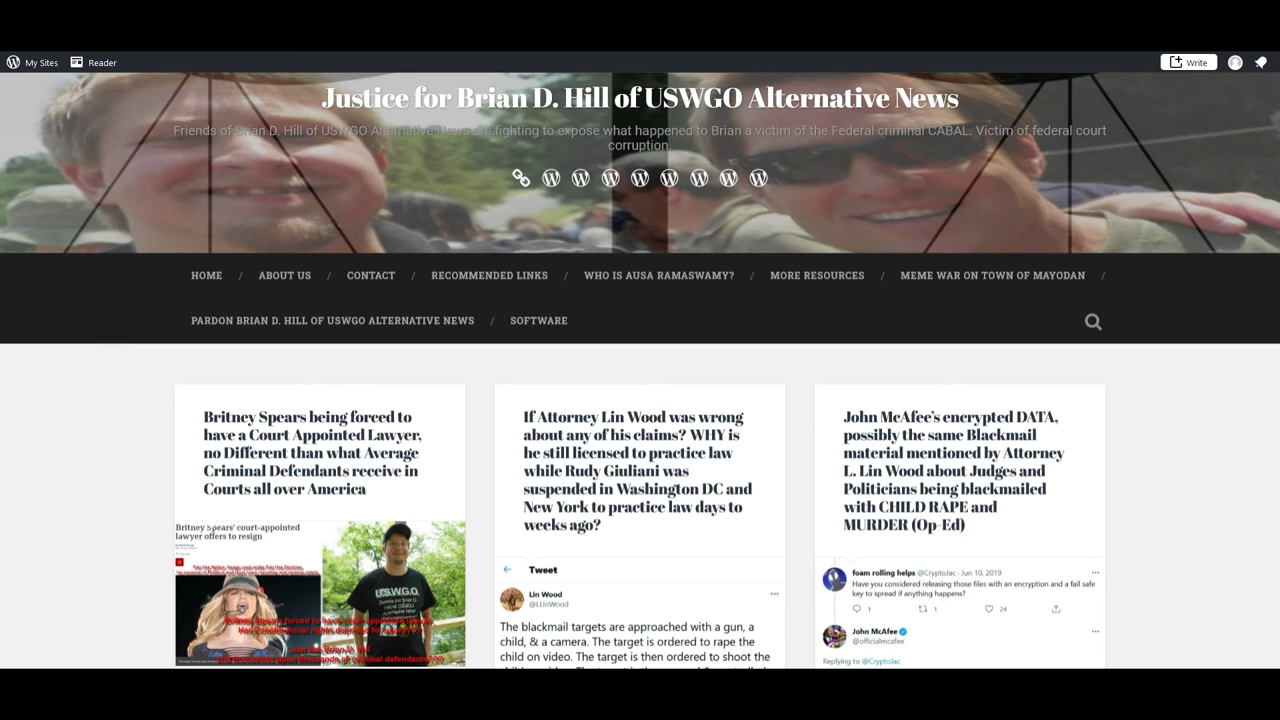 My Sites Reader Write
Justice for Brian D. Hill of USWGO Alternative News
Friends of Brian D. Hill of USWGO Alternative News are fighting to expose what happened to Brian a victim of the Federal criminal CABAL. Victim of federal court
corruption.
HOME / ABOUT US / CONTACT / RECOMMENDED LINKS / WHO IS AUSA RAMASWAMY? / MORE RESOURCES / MEME WAR ON TOWN OF MAYODAN /
PARDON BRIAN D. HILL OF USWGO ALTERNATIVE NEWS / SOFTWARE
Britney Spears being forced to
have a Court Appointed Lawyer,
no Different than what Average
Criminal Defendants receive in
Courts all over America
Britney Spears' court-appointed
lawyer offers to resign
U.S.W.G.O.
If Attorney Lin Wood was wrong
about any of his claims? WHY is
he still licensed to practice law
while Rudy Giuliani was
suspended in Washington DC and
New York to practice law days to
weeks ago?
Tweet
Lin Wood
@LLinWood
The blackmail targets are approached with a gun, a
child, & a camera. The target is ordered to rape the
child on video. The target is then ordered to shoot the
John McAfee's encrypted DATA,
possibly the same Blackmail
material mentioned by Attorney
L. Lin Wood about Judges and
Politicians being blackmailed
with CHILD RAPE and
MURDER (Op-Ed)
foam rolling helps @CryptoJac · Jun 10, 2019
Have you considered releasing those files with an encryption and a fail safe
key to spread if anything happens?
1 1 24
John McAfee
@officialmcafee
Replying to @CryptoJac